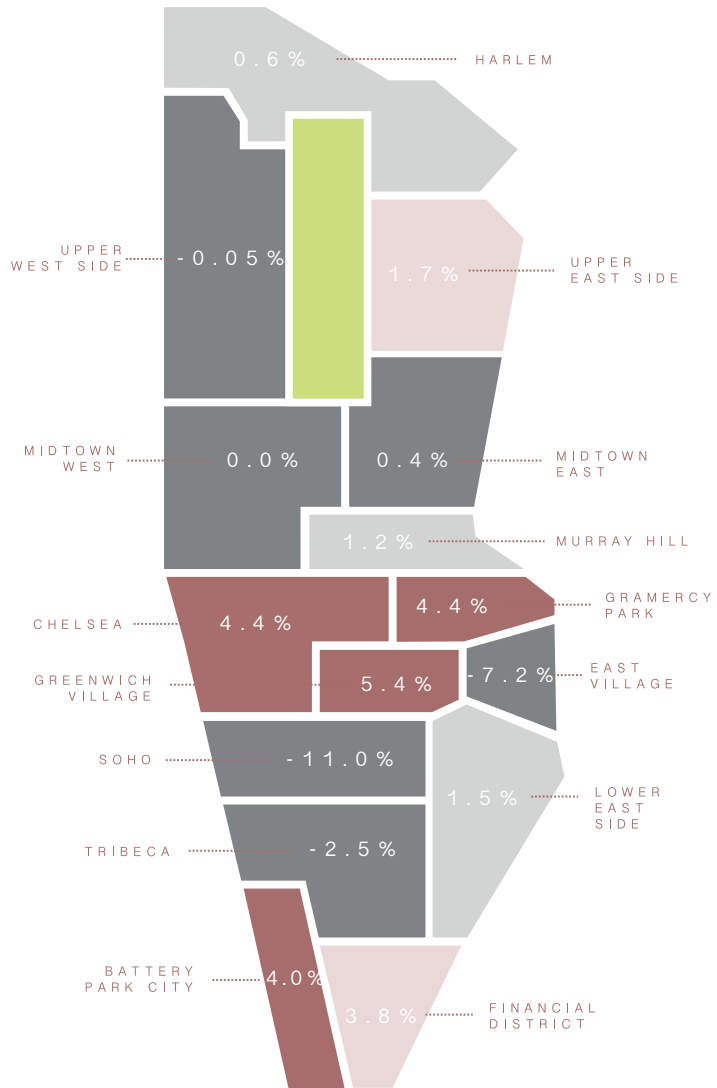 0.6%
HARLEM
UPPER
WEST SIDE
-0.05%
1.7%
UPPER
EAST SIDE
MIDTOWN
WEST
0.0%
0.4%
MIDTOWN
EAST
1.2%
MURRAY HILL
CHELSEA
4.4%
4.4%
GRAMERCY
PARK
GREENWICH
VILLAGE
5.4%
-7.2%
EAST
VILLAGE
SOHO
-11.0%
1.5%
LOWER
EAST
SIDE
TRIBECA
-2.5%
BATTERY
PARK CITY
4.0%
3.8%
FINANCIAL
DISTRICT